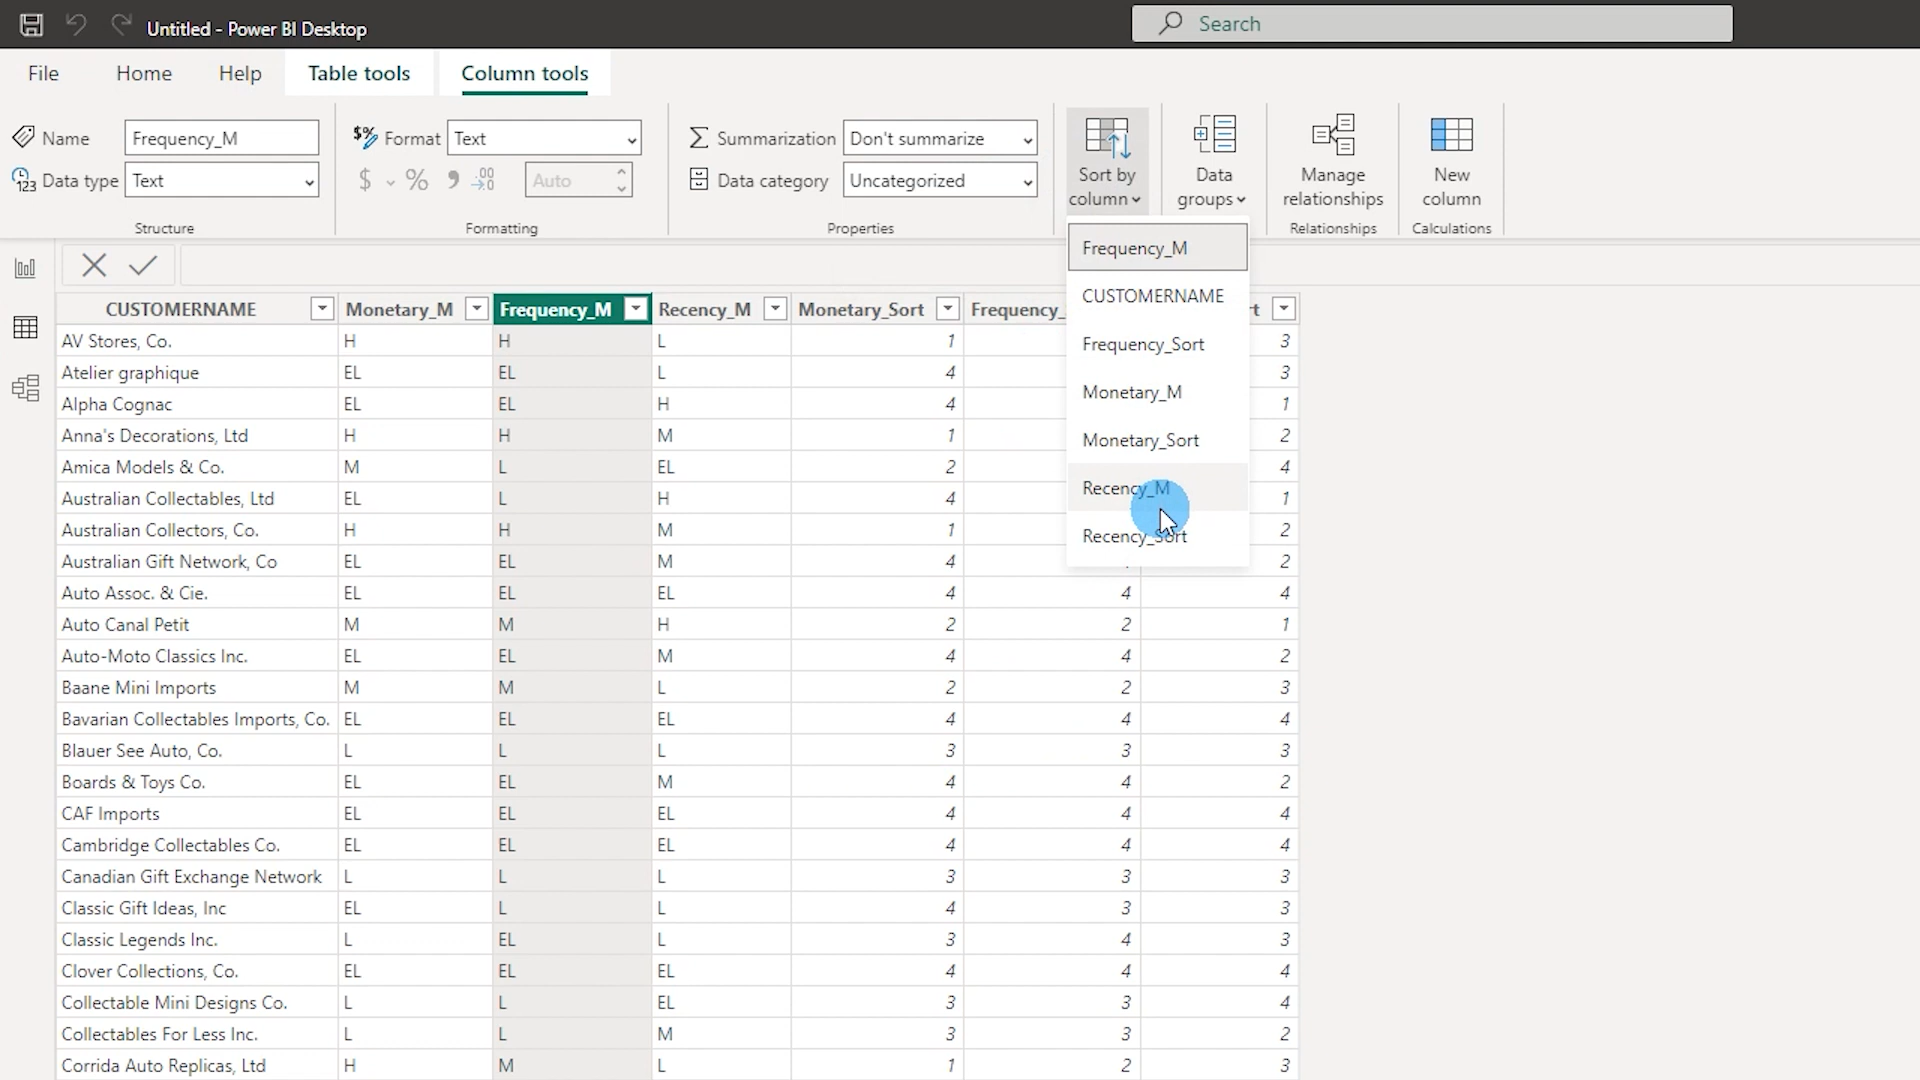 Untitled - Power BI Desktop
Search
File Home Help Table tools Column tools
Name Frequency_M
Data type Text
Structure
Format Text
$ % 9 .00 Auto
Formatting
Summarization Don't summarize
Data category Uncategorized
Properties
Sort by column
Data groups
Manage relationships
Relationships
New column
Calculations
Frequency_M
CUSTOMERNAME
Frequency_Sort
Monetary_M
Monetary_Sort
Recency_M
Recency_Sort
CUSTOMERNAME Monetary_M Frequency_M Recency_M Monetary_Sort Frequency_ rt
AV Stores, Co. H H L 1 3
Atelier graphique EL EL L 4 3
Alpha Cognac EL EL H 4 1
Anna's Decorations, Ltd H H M 1 2
Amica Models & Co. M L EL 2 4
Australian Collectables, Ltd EL L H 4 1
Australian Collectors, Co. H H M 1 2
Australian Gift Network, Co EL EL M 4 2
Auto Assoc. & Cie. EL EL EL 4 4 4
Auto Canal Petit M M H 2 2 1
Auto-Moto Classics Inc. EL EL M 4 4 2
Baane Mini Imports M M L 2 2 3
Bavarian Collectables Imports, Co. EL EL EL 4 4 4
Blauer See Auto, Co. L L L 3 3 3
Boards & Toys Co. EL EL M 4 4 2
CAF Imports EL EL EL 4 4 4
Cambridge Collectables Co. EL EL EL 4 4 4
Canadian Gift Exchange Network L L L 3 3 3
Classic Gift Ideas, Inc EL L L 4 3 3
Classic Legends Inc. L EL L 3 4 3
Clover Collections, Co. EL EL EL 4 4 4
Collectable Mini Designs Co. L L EL 3 3 4
Collectables For Less Inc. L L M 3 3 2
Corrida Auto Replicas, Ltd H M L 1 2 3